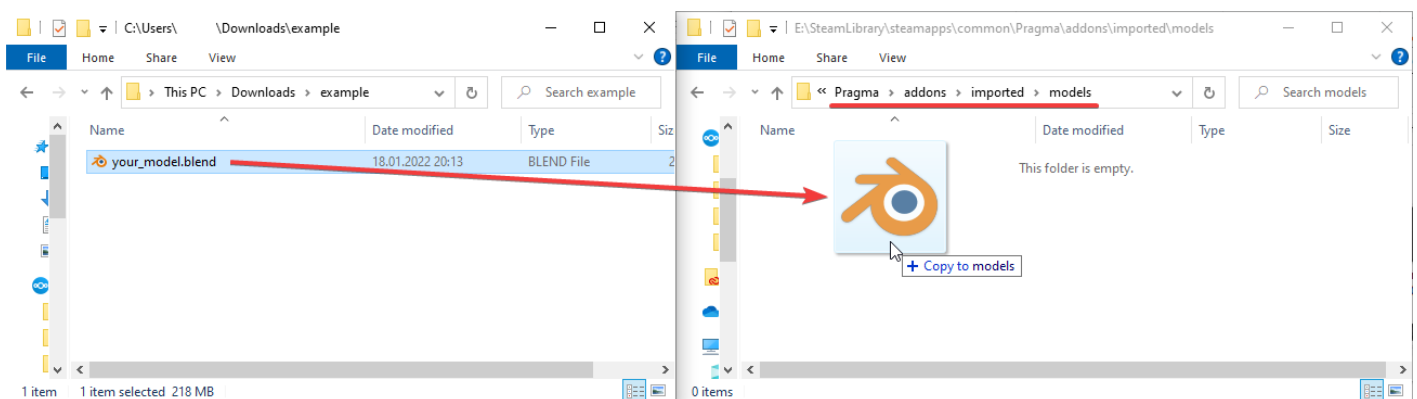 C:\Users\ \Downloads\example
File Home Share View
This PC > Downloads > example
Search example
Name Date modified Type Siz
your_model.blend 18.01.2022 20:13 BLEND File 2
1 item 1 item selected 218 MB
E:\SteamLibrary\steamapps\common\Pragma\addons\imported\models
File Home Share View
« Pragma > addons > imported > models
Search models
Name Date modified Type Size
This folder is empty.
+ Copy to models
0 items